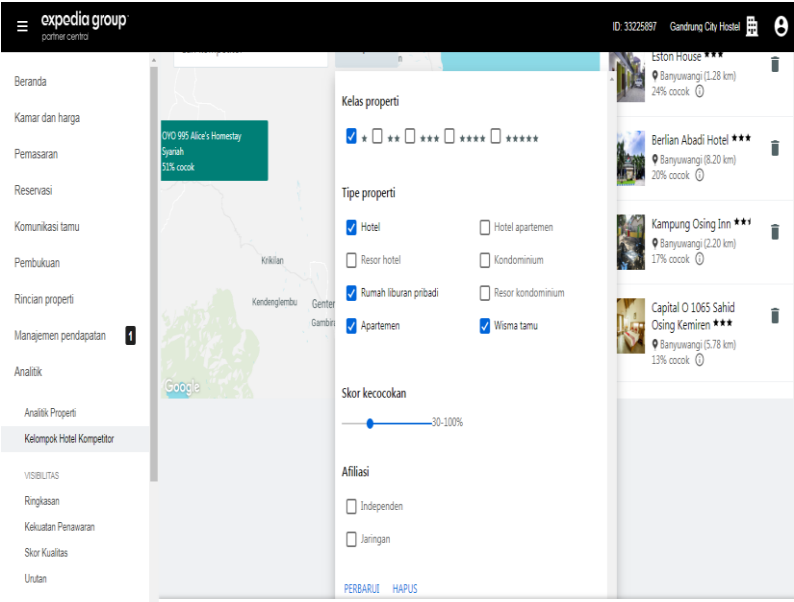 expedia group
partner central
ID: 33225897
Gandrung City Hostel
Beranda
Kamar dan harga
Pemasaran
Reservasi
Komunikasi tamu
Pembukuan
Rincian properti
Manajemen pendapatan
1
Analitik
Analitik Properti
Kelompok Hotel Kompetitor
VISIBILITAS
Ringkasan
Kekuatan Penawaran
Skor Kualitas
Urutan
OYO 995 Alice's Homestay
Syariah
51% cocok
Krikilan
Kendenglembu
Genter
Gambira
Google
Kelas properti
Tipe properti
Hotel
Hotel apartemen
Resor hotel
Kondominium
Rumah liburan pribadi
Resor kondominium
Apartemen
Wisma tamu
Skor kecocokan
30-100%
Afiliasi
Independen
Jaringan
PERBARUI HAPUS
Eston House
Banyuwangi (1.28 km)
24% cocok
Berlian Abadi Hotel
Banyuwangi (8.20 km)
20% cocok
Kampung Osing Inn
Banyuwangi (2.20 km)
17% cocok
Capital O 1065 Sahid
Osing Kemiren
Banyuwangi (5.78 km)
13% cocok